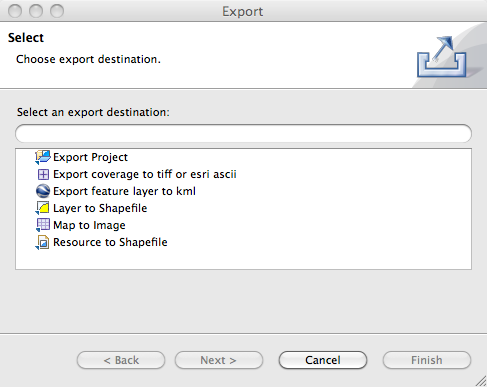 Export
Select
Choose export destination.
Select an export destination:
Export Project
Export coverage to tiff or esri ascii
Export feature layer to kml
Layer to Shapefile
Map to Image
Resource to Shapefile
< Back Next > Cancel Finish